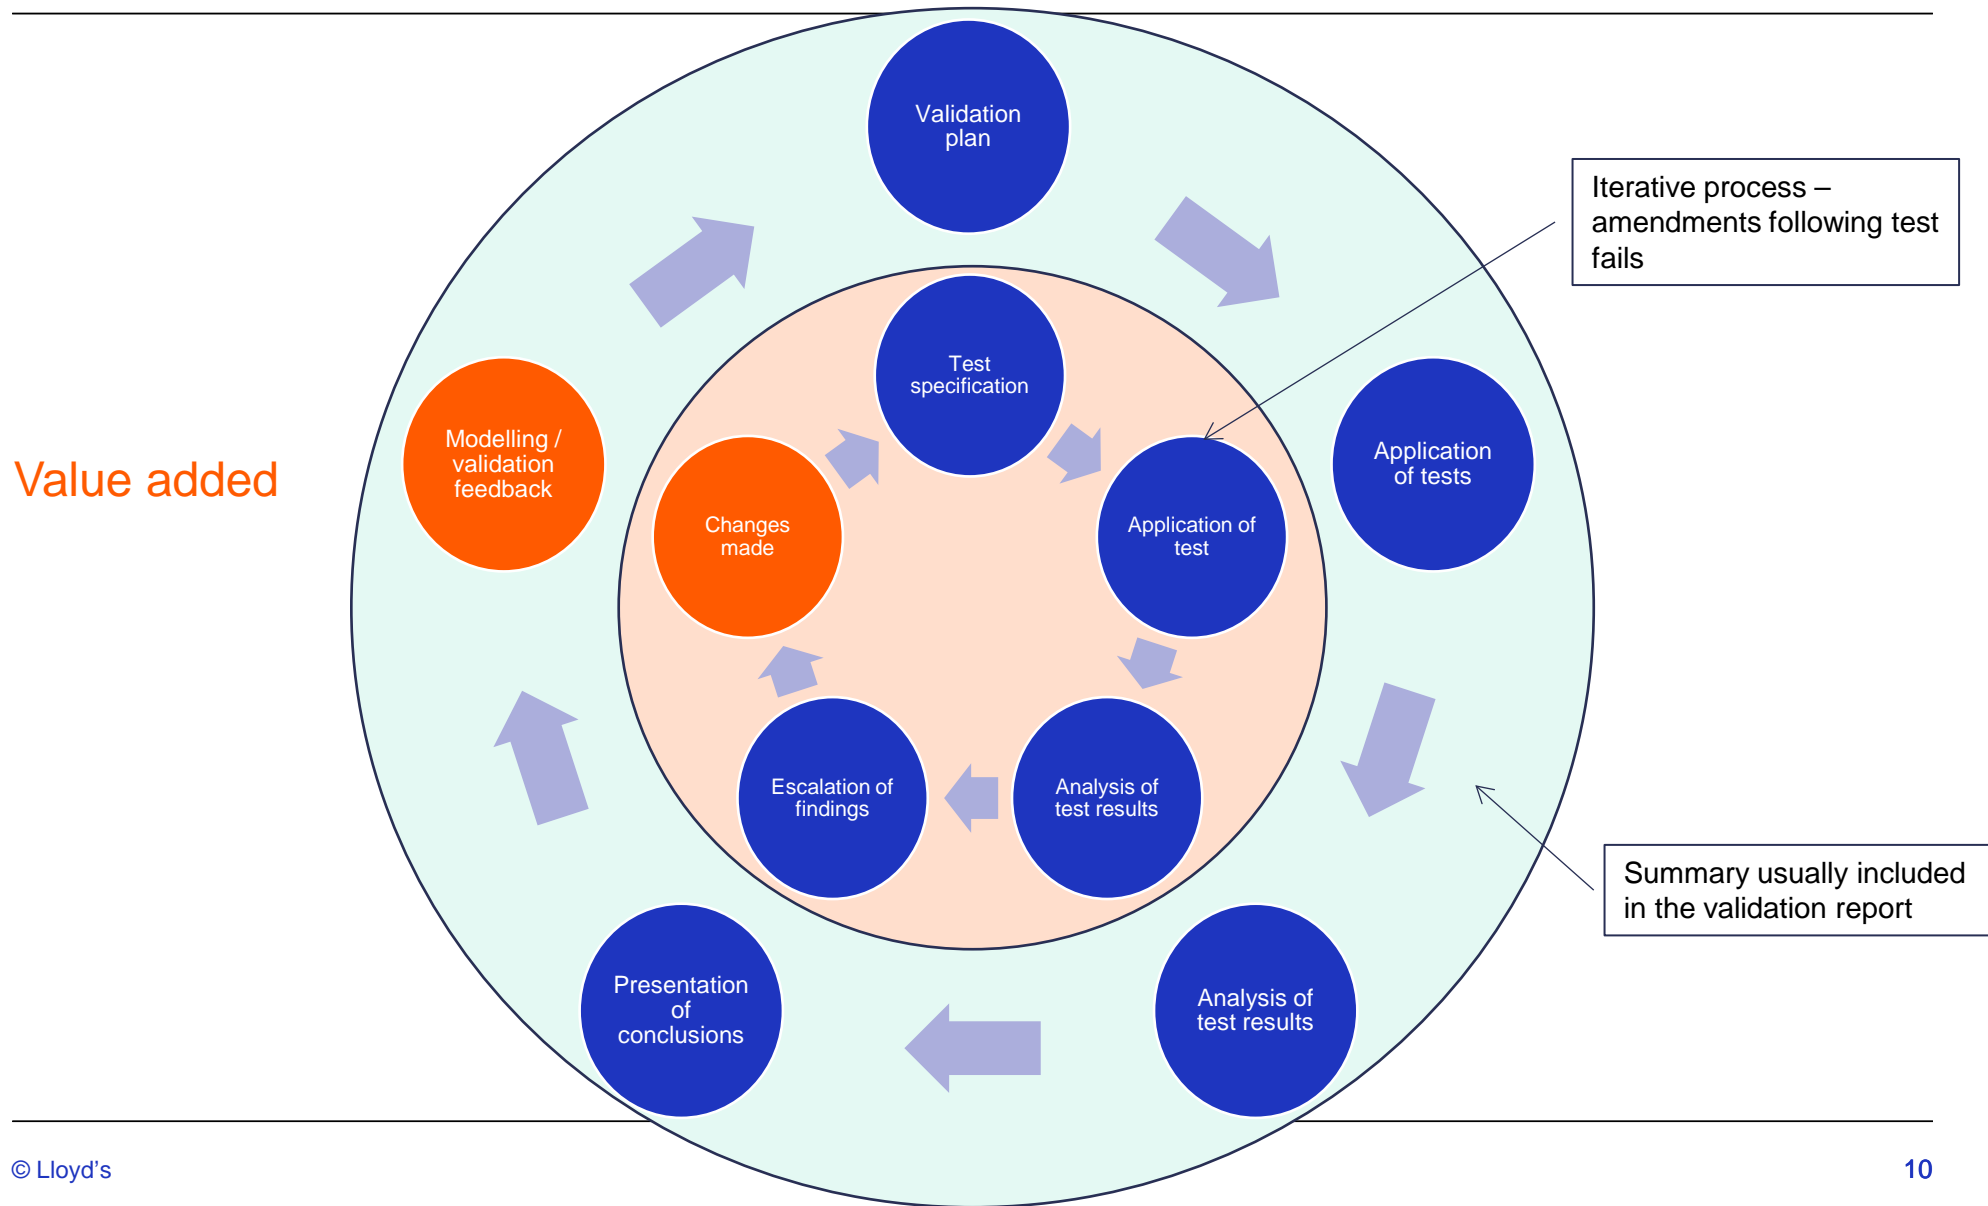 Validation
plan
Iterative process –
amendments following test
fails
Test
specification
Modelling /
validation
feedback
Application
of tests
Value added
Changes
made
Application of
test
Escalation of
findings
Analysis of
test results
Summary usually included
in the validation report
Presentation
of
conclusions
Analysis of
test results
© Lloyd's
10